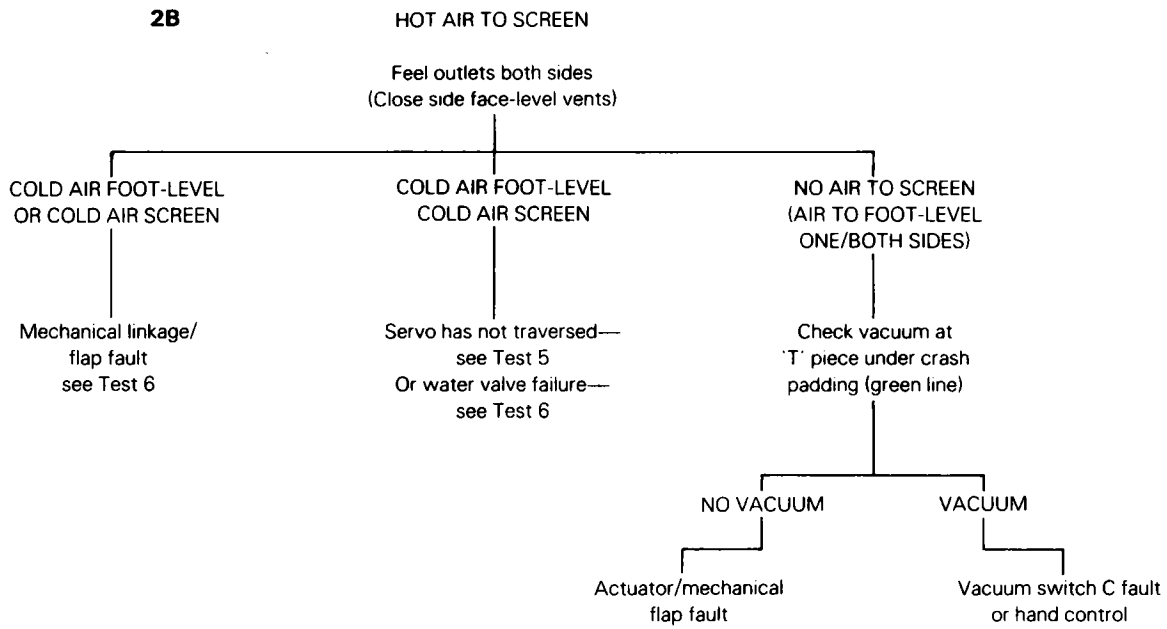 2B
HOT AIR TO SCREEN
Feel outlets both sides
(Close side face-level vents)
COLD AIR FOOT-LEVEL
OR COLD AIR SCREEN
COLD AIR FOOT-LEVEL
COLD AIR SCREEN
NO AIR TO SCREEN
(AIR TO FOOT-LEVEL
ONE/BOTH SIDES)
Mechanical linkage/
flap fault
see Test 6
Servo has not traversed—
see Test 5
Or water valve failure—
see Test 6
Check vacuum at
'T' piece under crash
padding (green line)
NO VACUUM
VACUUM
Actuator/mechanical
flap fault
Vacuum switch C fault
or hand control